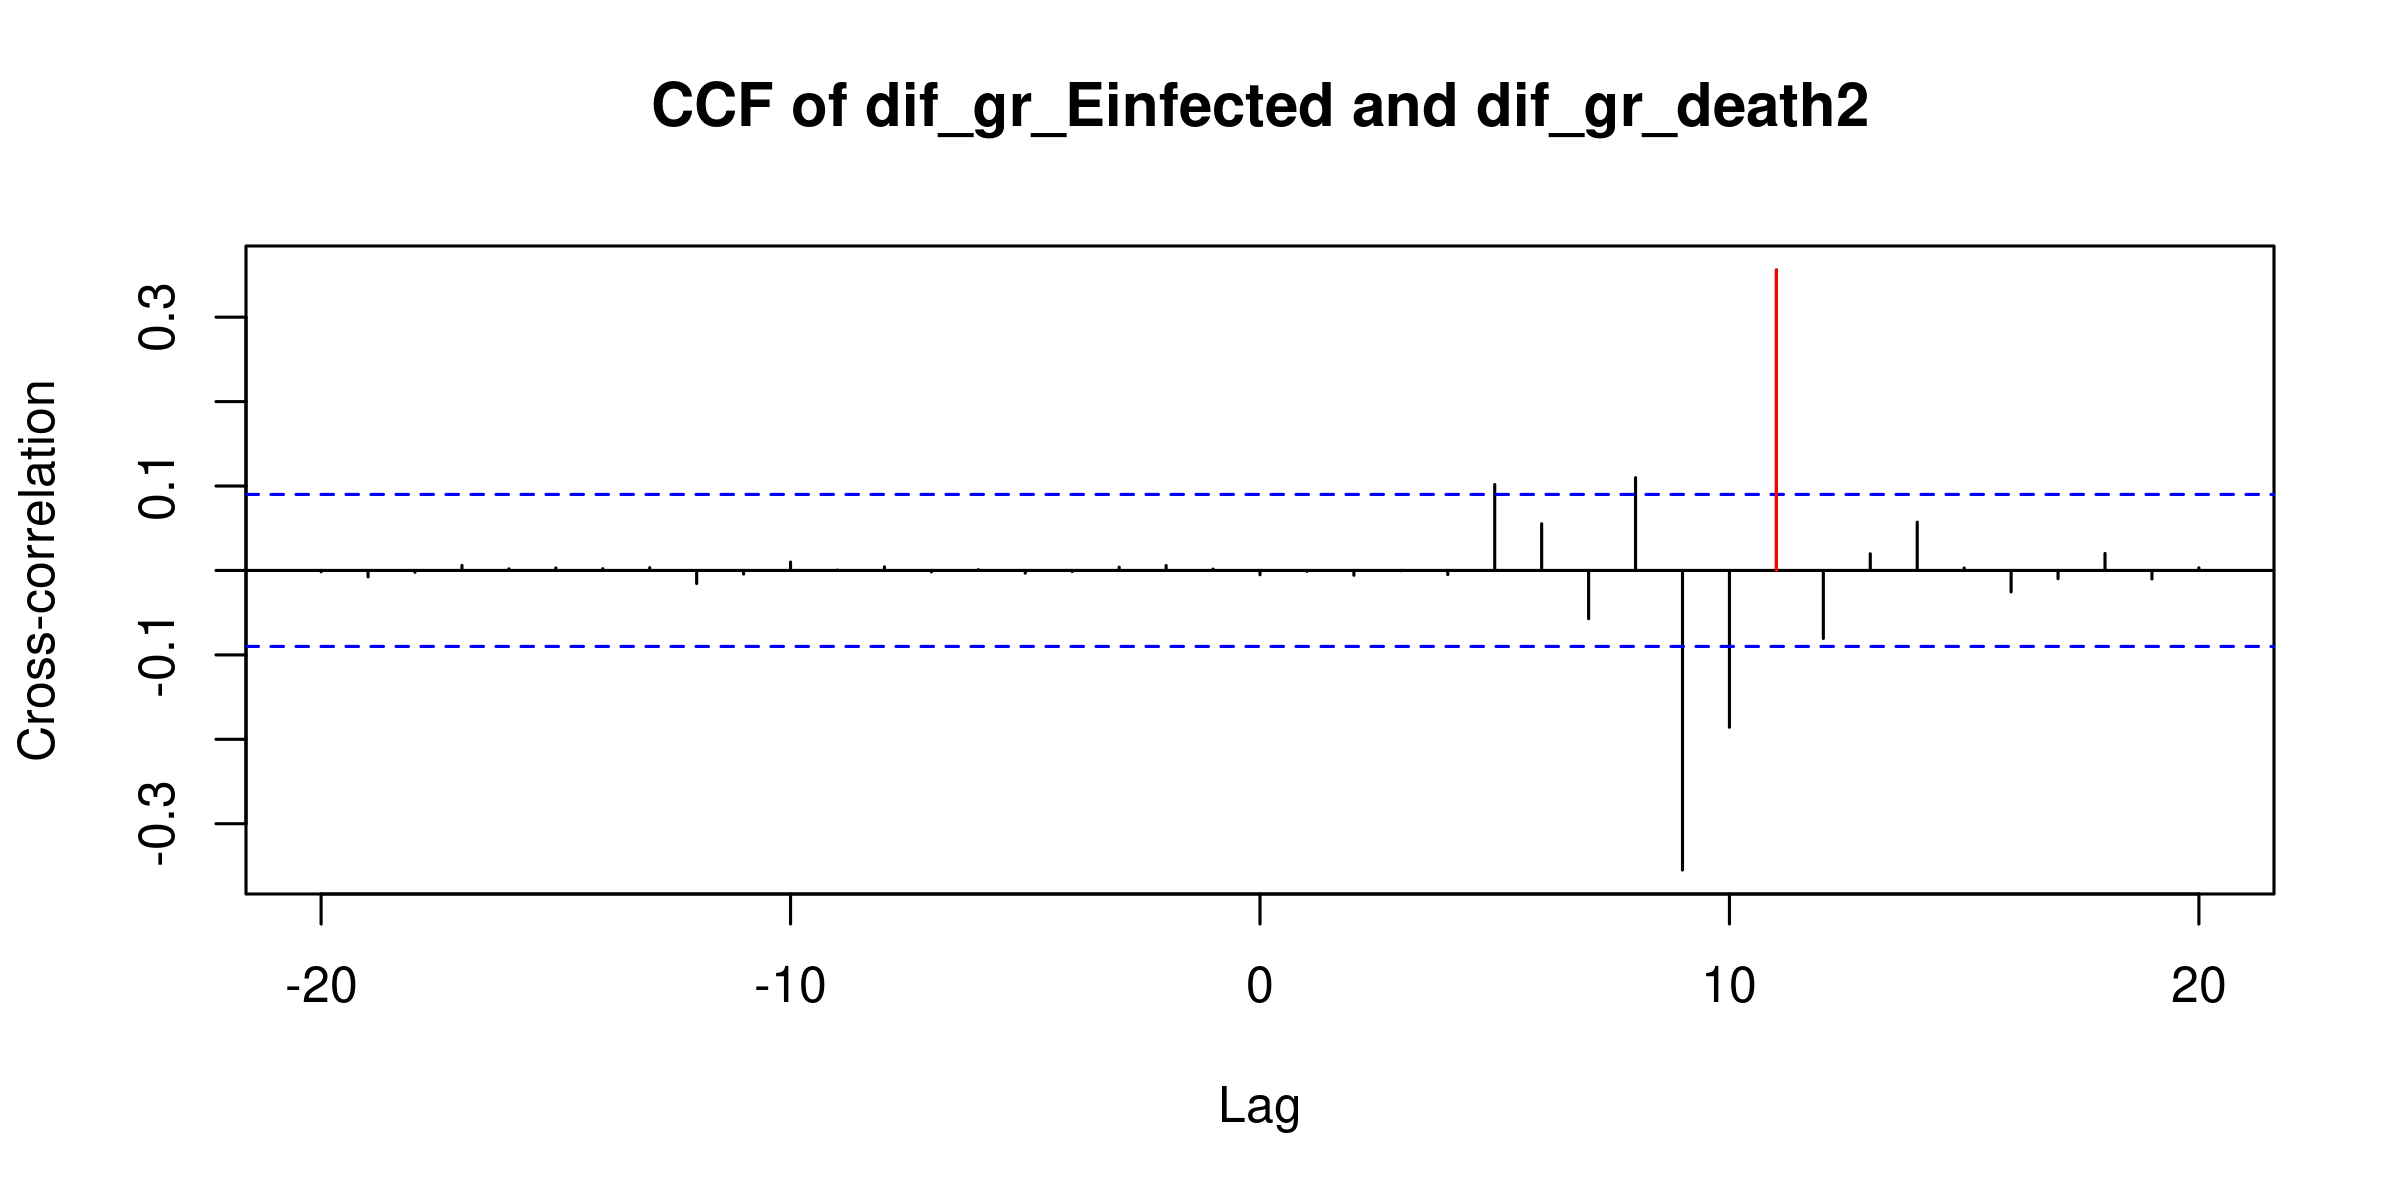 CCF of dif_gr_Einfected and dif_gr_death2
Cross-correlation
0.3
0.1
-0.1
-0.3
-20 -10 0 10 20
Lag